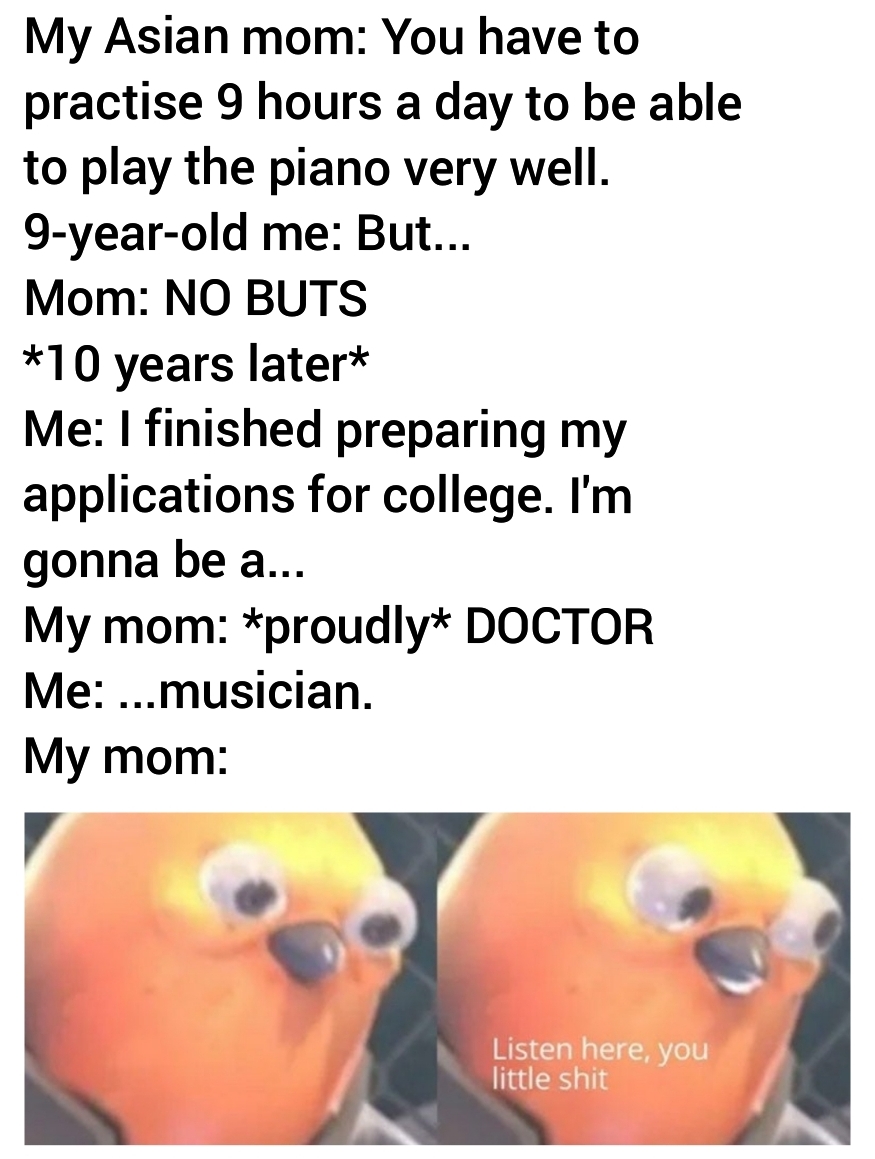 My Asian mom: You have to
practise 9 hours a day to be able
to play the piano very well.
9-year-old me: But...
Mom: NO BUTS
*10 years later*
Me: I finished preparing my
applications for college. I'm
gonna be a...
My mom: *proudly* DOCTOR
Me: ...musician.
My mom:
Listen here, you
little shit